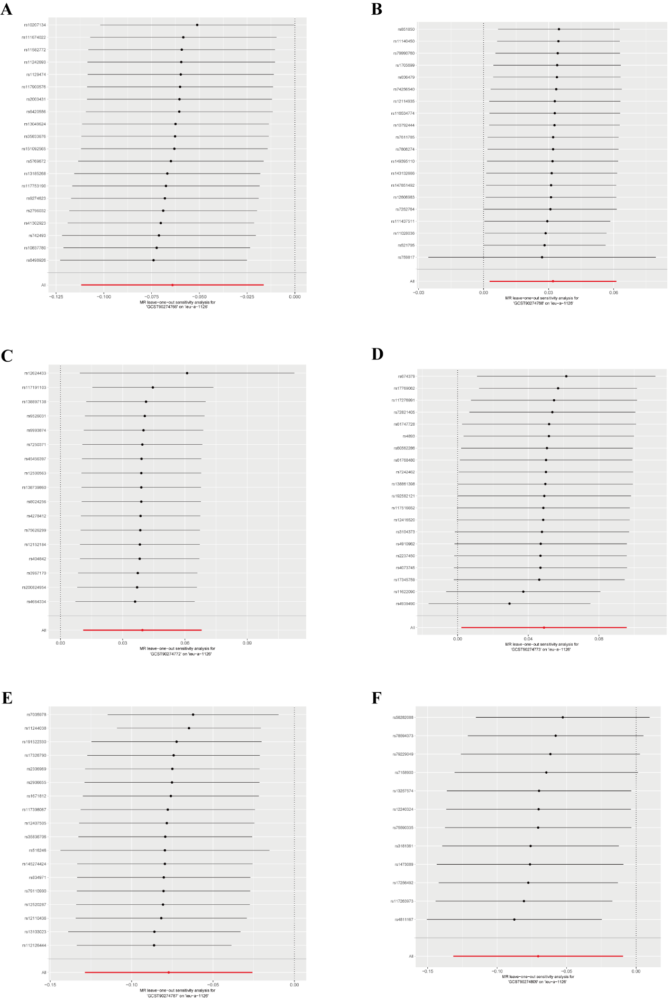 A
rs10207134
rs111674022
rs11582772
rs11242693
rs1129474
rs117900576
rs2003431
rs6420556
rs13049624
rs35833676
rs151092565
rs5769672
rs13185268
rs117753190
rs9274623
rs2796032
rs41302923
rs742493
rs10837780
rs6498926
All
−0.125 −0.100 −0.075 −0.050 −0.025 0.000
MR leave−one−out sensitivity analysis for
'GCST90274766' on 'ieu−a−1126'
B
rs851850
rs11140450
rs79990760
rs1705699
rs636479
rs74256540
rs12114935
rs116534774
rs10792444
rs7611785
rs7806274
rs149395110
rs143132666
rs147851492
rs12606983
rs7252764
rs111437511
rs11028036
rs521795
rs759817
All
−0.03 0.00 0.03 0.06
MR leave−one−out sensitivity analysis for
'GCST90274768' on 'ieu−a−1126'
C
rs12624433
rs117191103
rs138897138
rs9526031
rs9993874
rs7250371
rs45456397
rs12500563
rs138739860
rs8024256
rs4278412
rs75626299
rs12152184
rs404842
rs3967170
rs200824954
rs4664334
All
0.00 0.03 0.06 0.09
MR leave−one−out sensitivity analysis for
'GCST90274772' on 'ieu−a−1126'
D
rs674379
rs17769062
rs117276991
rs72821405
rs61747728
rs4893
rs60562286
rs61768480
rs7242462
rs138861398
rs192582121
rs117516652
rs12416520
rs3104373
rs4910962
rs2237450
rs4073745
rs17345759
rs11622090
rs4939490
All
0.00 0.04 0.08
MR leave−one−out sensitivity analysis for
'GCST90274773' on 'ieu−a−1126'
E
rs7005978
rs11244038
rs191522330
rs17326790
rs2306969
rs2906655
rs1671812
rs117398067
rs12407505
rs35836706
rs516246
rs145274424
rs834971
rs79110990
rs12520287
rs12110436
rs13103023
rs112126444
All
−0.15 −0.10 −0.05 0.00
MR leave−one−out sensitivity analysis for
'GCST90274787' on 'ieu−a−1126'
F
rs56282088
rs78594373
rs79229049
rs7158900
rs13257574
rs12240324
rs75590335
rs3181361
rs1473089
rs17256492
rs117263973
rs4811167
All
−0.15 −0.10 −0.05 0.00
MR leave−one−out sensitivity analysis for
'GCST90274809' on 'ieu−a−1126'